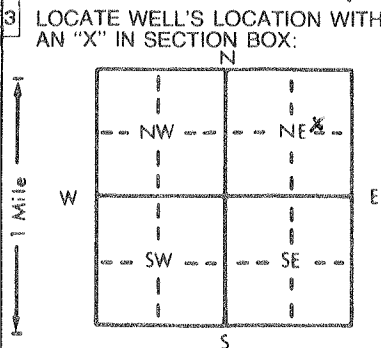 3 LOCATE WELL'S LOCATION WITH
AN "X" IN SECTION BOX:
N
NW NE X
W E
1 Mile
SW SE
S